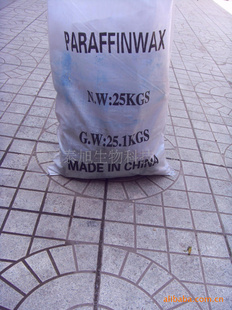 PARAFFINWAX
N.W:25KGS
G.W:25.1KGS
MADE IN CHINA